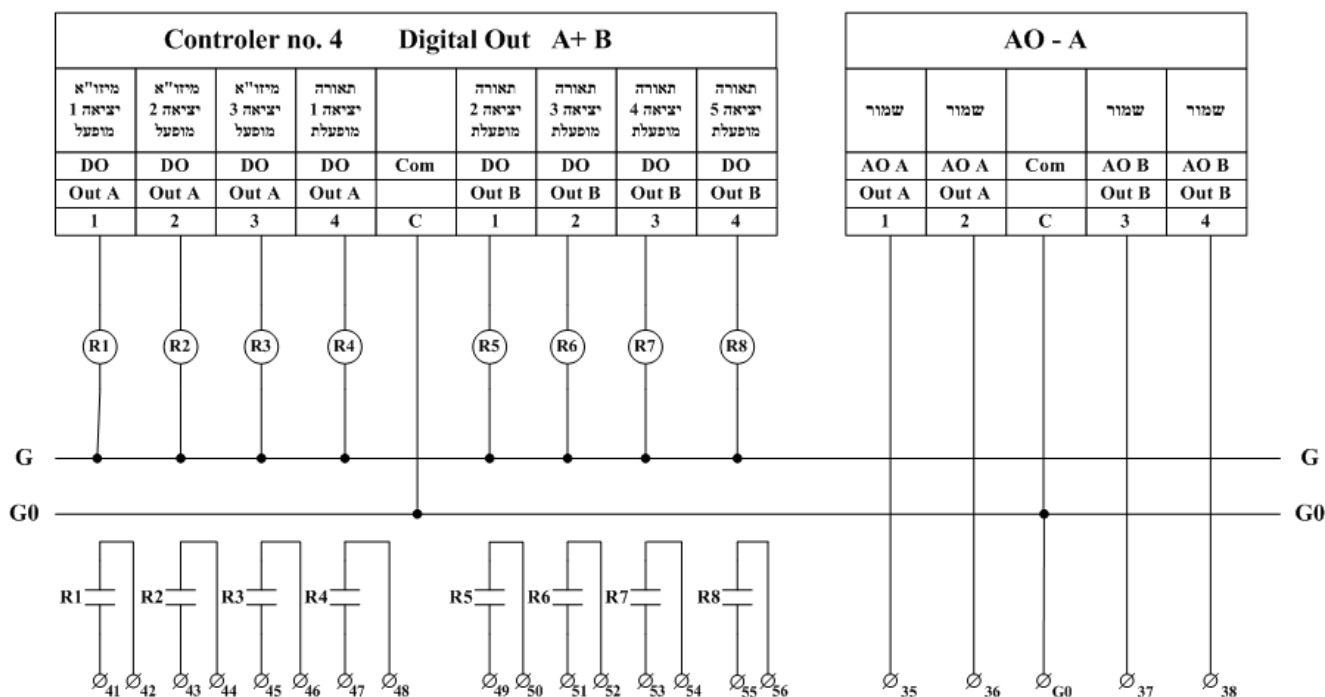 Controler no. 4 Digital Out A+ B
AO - A
מיזו"א
יציאה 1
מופעל
מיזו"א
יציאה 2
מופעל
מיזו"א
יציאה 3
מופעל
תאורה
יציאה 1
מופעלת
תאורה
יציאה 2
מופעלת
תאורה
יציאה 3
מופעלת
תאורה
יציאה 4
מופעלת
תאורה
יציאה 5
מופעלת
שמור
שמור
שמור
שמור
DO DO DO DO Com DO DO DO DO
AO A AO A Com AO B AO B
Out A Out A Out A Out A Out B Out B Out B Out B
Out A Out A Out B Out B
1 2 3 4 C 1 2 3 4
1 2 C 3 4
R1 R2 R3 R4 R5 R6 R7 R8
G G
G0 G0
R1 R2 R3 R4 R5 R6 R7 R8
41 42 43 44 45 46 47 48 49 50 51 52 53 54 55 56 35 36 G0 37 38